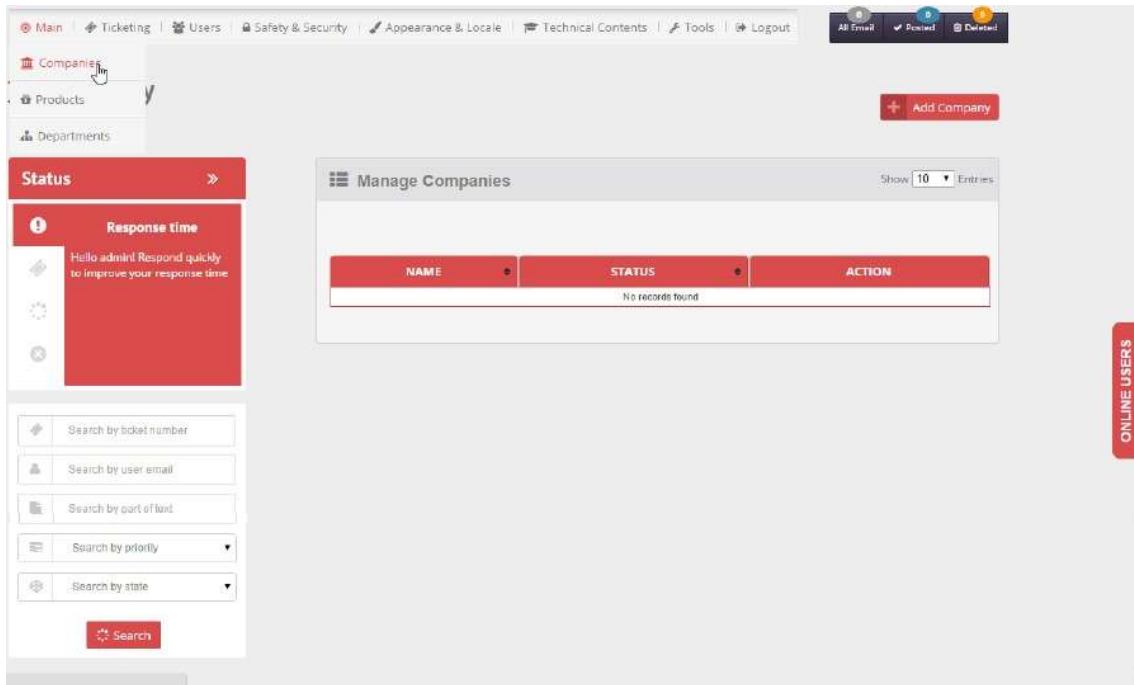 Main Ticketing Users Safety & Security Appearance & Locale Technical Contents Tools Logout
0 0 0
All Email Posted Deleted
Companies
Products
y
Departments
Add Company
Status
Manage Companies
Show 10 Entries
Response time
Hello admin! Respond quickly
to improve your response time
NAME STATUS ACTION
No records found
ONLINE USERS
Search by ticket number
Search by user email
Search by part of text
Search by priority
Search by state
Search